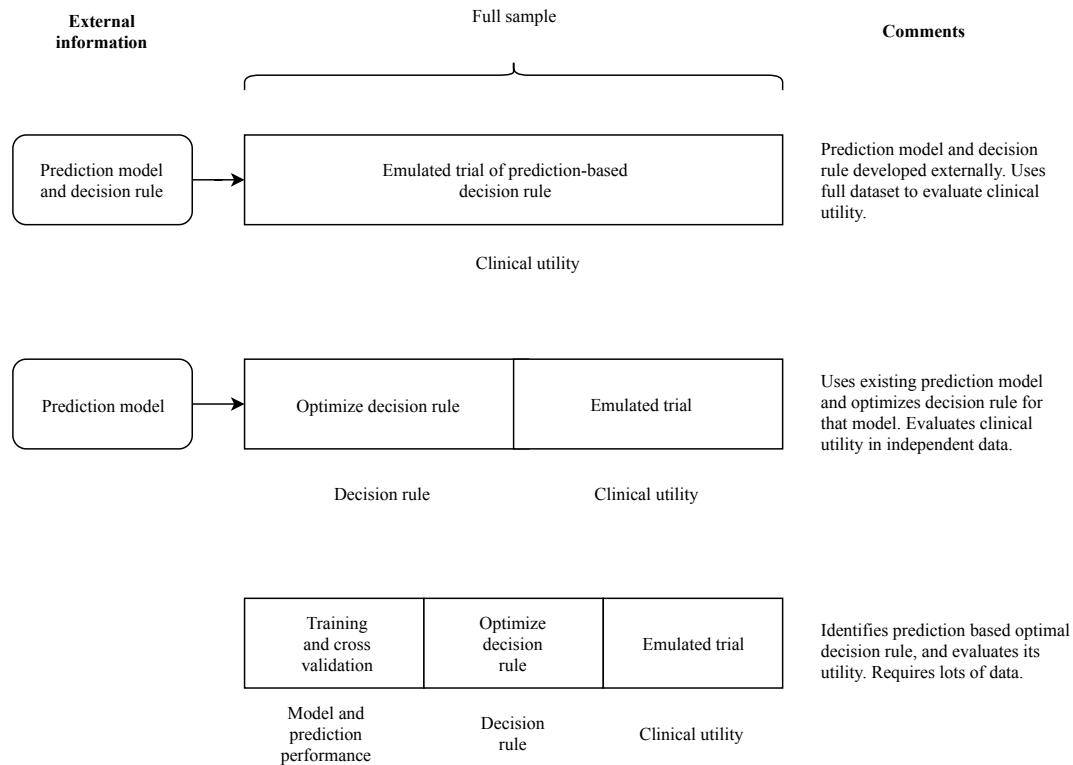 External
information
Full sample
Comments
Prediction model
and decision rule
Emulated trial of prediction-based
decision rule
Prediction model and decision
rule developed externally. Uses
full dataset to evaluate clinical
utility.
Clinical utility
Prediction model
Optimize decision rule
Emulated trial
Uses existing prediction model
and optimizes decision rule for
that model. Evaluates clinical
utility in independent data.
Decision rule
Clinical utility
Training
and cross
validation
Optimize
decision
rule
Emulated trial
Identifies prediction based optimal
decision rule, and evaluates its
utility. Requires lots of data.
Model and
prediction
performance
Decision
rule
Clinical utility